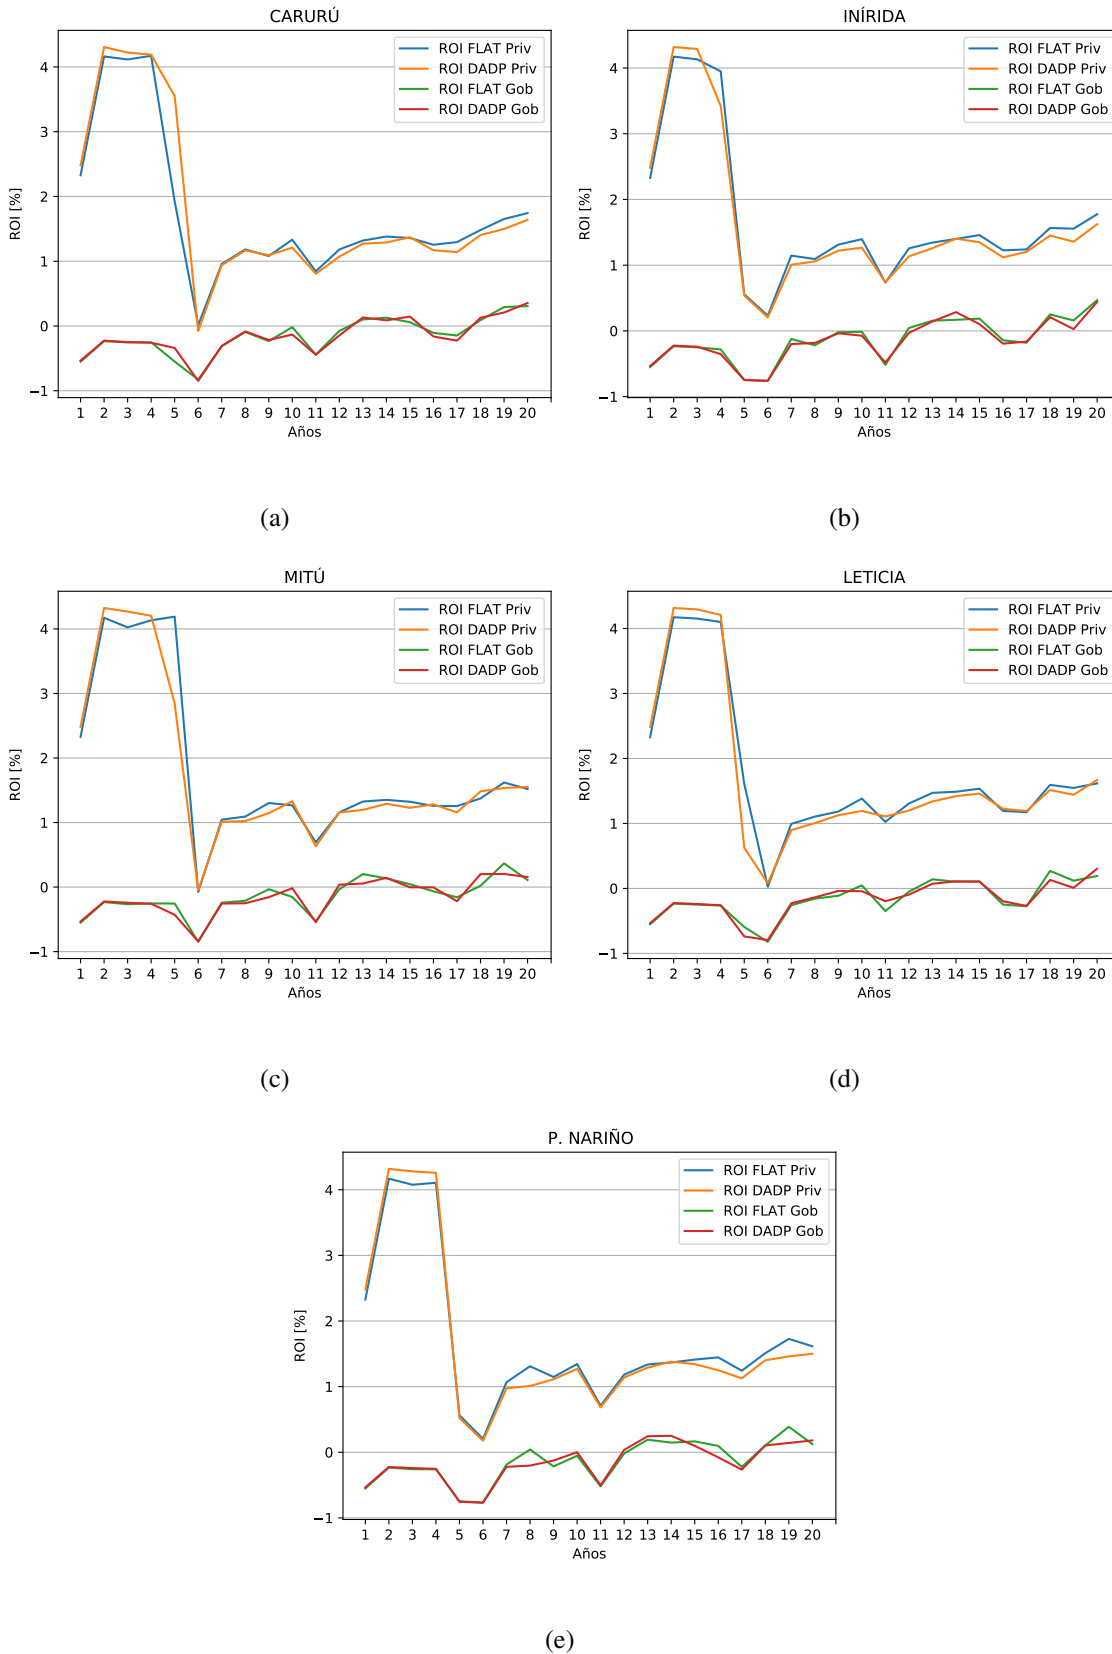 CARURÚ
ROI FLAT Priv
ROI DADP Priv
ROI FLAT Gob
ROI DADP Gob
ROI [%]
4
3
2
1
0
−1
1 2 3 4 5 6 7 8 9 10 11 12 13 14 15 16 17 18 19 20
Años
(a)
INÍRIDA
ROI FLAT Priv
ROI DADP Priv
ROI FLAT Gob
ROI DADP Gob
ROI [%]
4
3
2
1
0
−1
1 2 3 4 5 6 7 8 9 10 11 12 13 14 15 16 17 18 19 20
Años
(b)
MITÚ
ROI FLAT Priv
ROI DADP Priv
ROI FLAT Gob
ROI DADP Gob
ROI [%]
4
3
2
1
0
−1
1 2 3 4 5 6 7 8 9 10 11 12 13 14 15 16 17 18 19 20
Años
(c)
LETICIA
ROI FLAT Priv
ROI DADP Priv
ROI FLAT Gob
ROI DADP Gob
ROI [%]
4
3
2
1
0
−1
1 2 3 4 5 6 7 8 9 10 11 12 13 14 15 16 17 18 19 20
Años
(d)
P. NARIÑO
ROI FLAT Priv
ROI DADP Priv
ROI FLAT Gob
ROI DADP Gob
ROI [%]
4
3
2
1
0
−1
1 2 3 4 5 6 7 8 9 10 11 12 13 14 15 16 17 18 19 20
Años
(e)